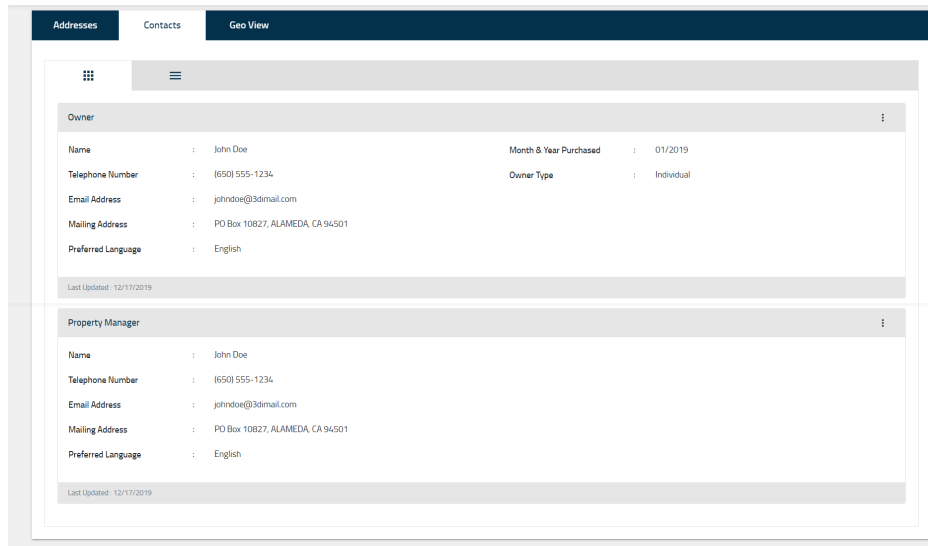 Addresses Contacts Geo View
Owner
Name : John Doe Month & Year Purchased : 01/2019
Telephone Number : (650) 555-1234 Owner Type : Individual
Email Address : johndoe@3dimail.com
Mailing Address : PO Box 10827, ALAMEDA, CA 94501
Preferred Language : English
Last Updated : 12/17/2019
Property Manager
Name : John Doe
Telephone Number : (650) 555-1234
Email Address : johndoe@3dimail.com
Mailing Address : PO Box 10827, ALAMEDA, CA 94501
Preferred Language : English
Last Updated : 12/17/2019